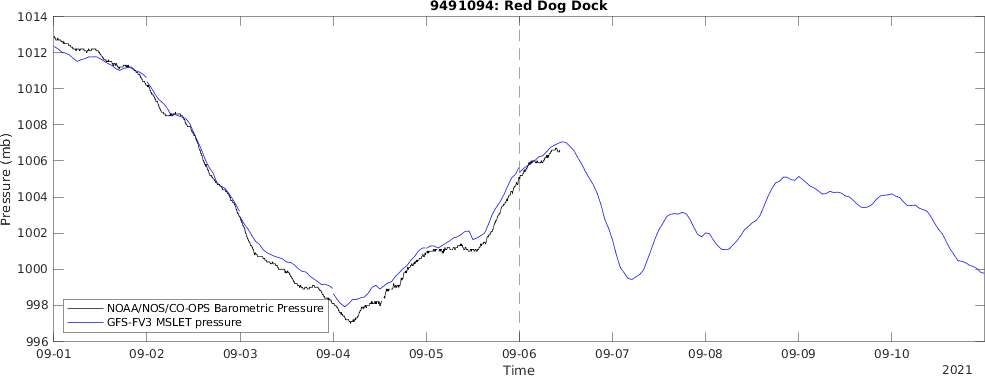 9491094: Red Dog Dock
1014
1012
1010
1008
1006
1004
1002
1000
998
996
Pressure (mb)
NOAA/NOS/CO-OPS Barometric Pressure
GFS-FV3 MSLET pressure
09-01 09-02 09-03 09-04 09-05 09-06 09-07 09-08 09-09 09-10
Time
2021